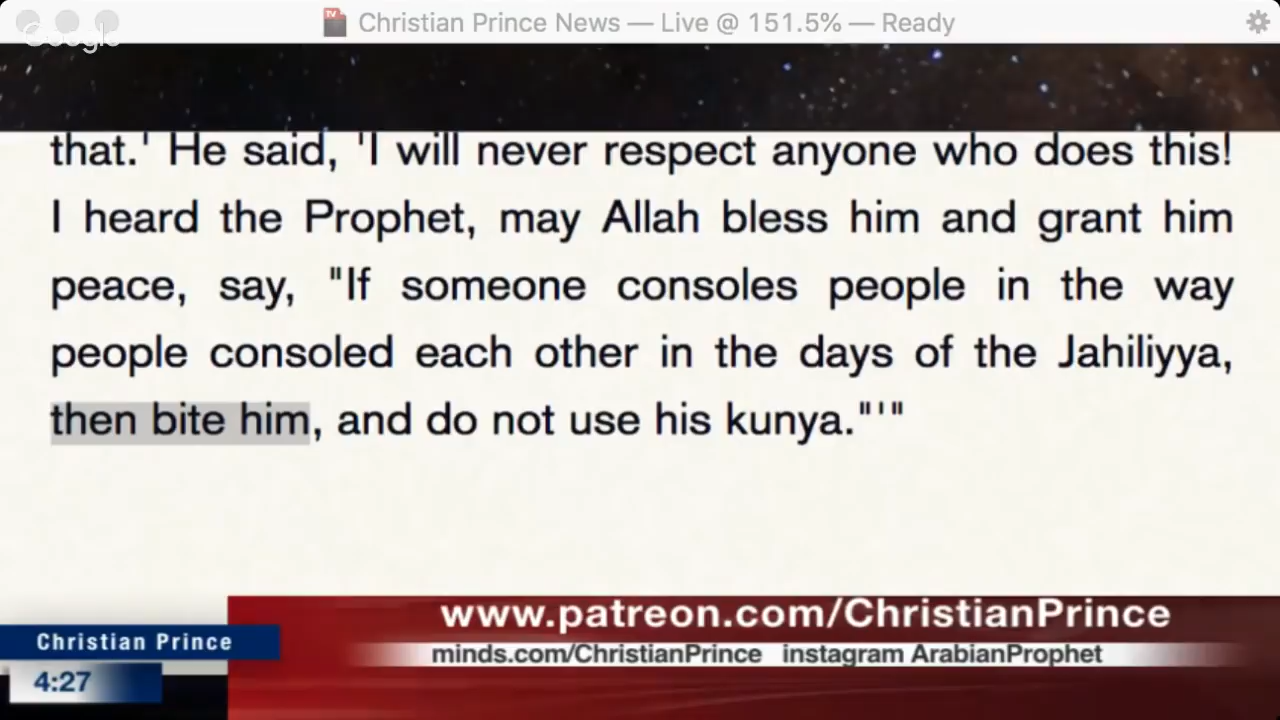 Christian Prince News — Live @ 151.5% — Ready
Google
that.' He said, 'I will never respect anyone who does this!
I heard the Prophet, may Allah bless him and grant him
peace, say, "If someone consoles people in the way
people consoled each other in the days of the Jahiliyya,
then bite him, and do not use his kunya."'"
www.patreon.com/ChristianPrince
Christian Prince
minds.com/ChristianPrince instagram ArabianProphet
4:27